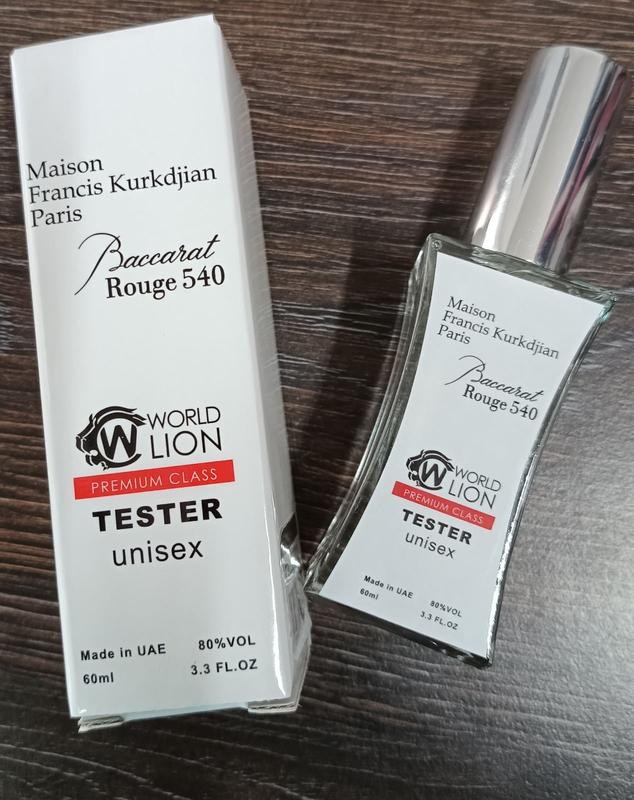 Maison
Francis Kurkdjian
Paris
Baccarat
Rouge 540
W
WORLD
LION
PREMIUM CLASS
TESTER
unisex
Made in UAE 80%VOL
60ml 3.3 FL.OZ
Maison
Francis Kurkdjian
Paris
Baccarat
Rouge 540
W
WORLD
LION
PREMIUM CLASS
TESTER
unisex
Made in UAE 80%VOL
60ml 3.3 FL.OZ